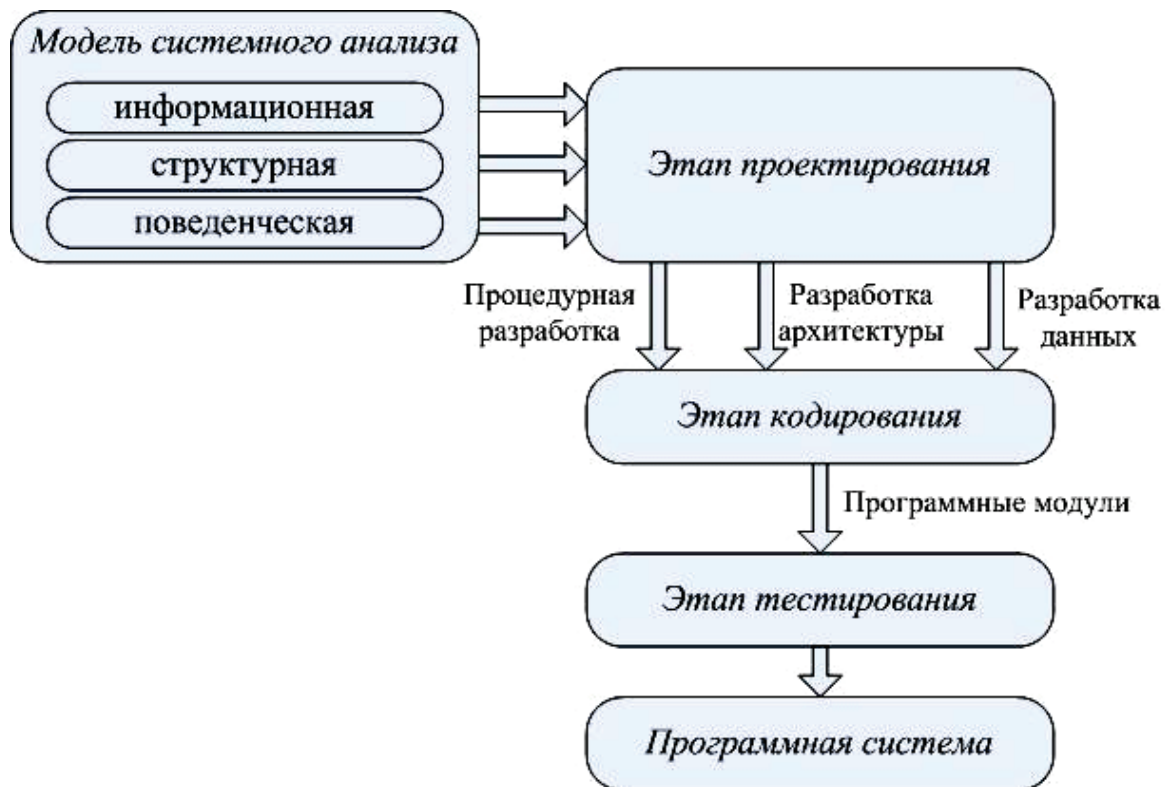 Модель системного анализа
информационная
структурная
поведенческая
Этап проектирования
Процедурная
разработка
Разработка
архитектуры
Разработка
данных
Этап кодирования
Программные модули
Этап тестирования
Программная система